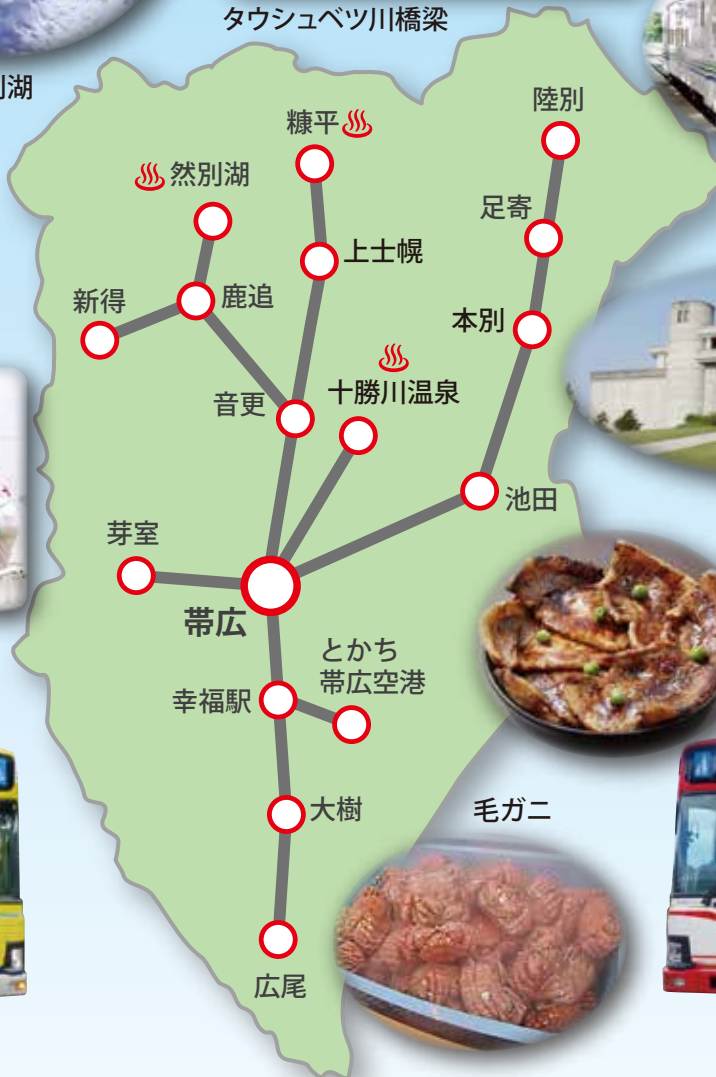 タウシュベツ川橋梁
別湖
陸別
糠平
然別湖
足寄
上士幌
新得
鹿追
本別
十勝川温泉
音更
池田
芽室
帯広
とかち
帯広空港
幸福駅
大樹
毛ガニ
広尾